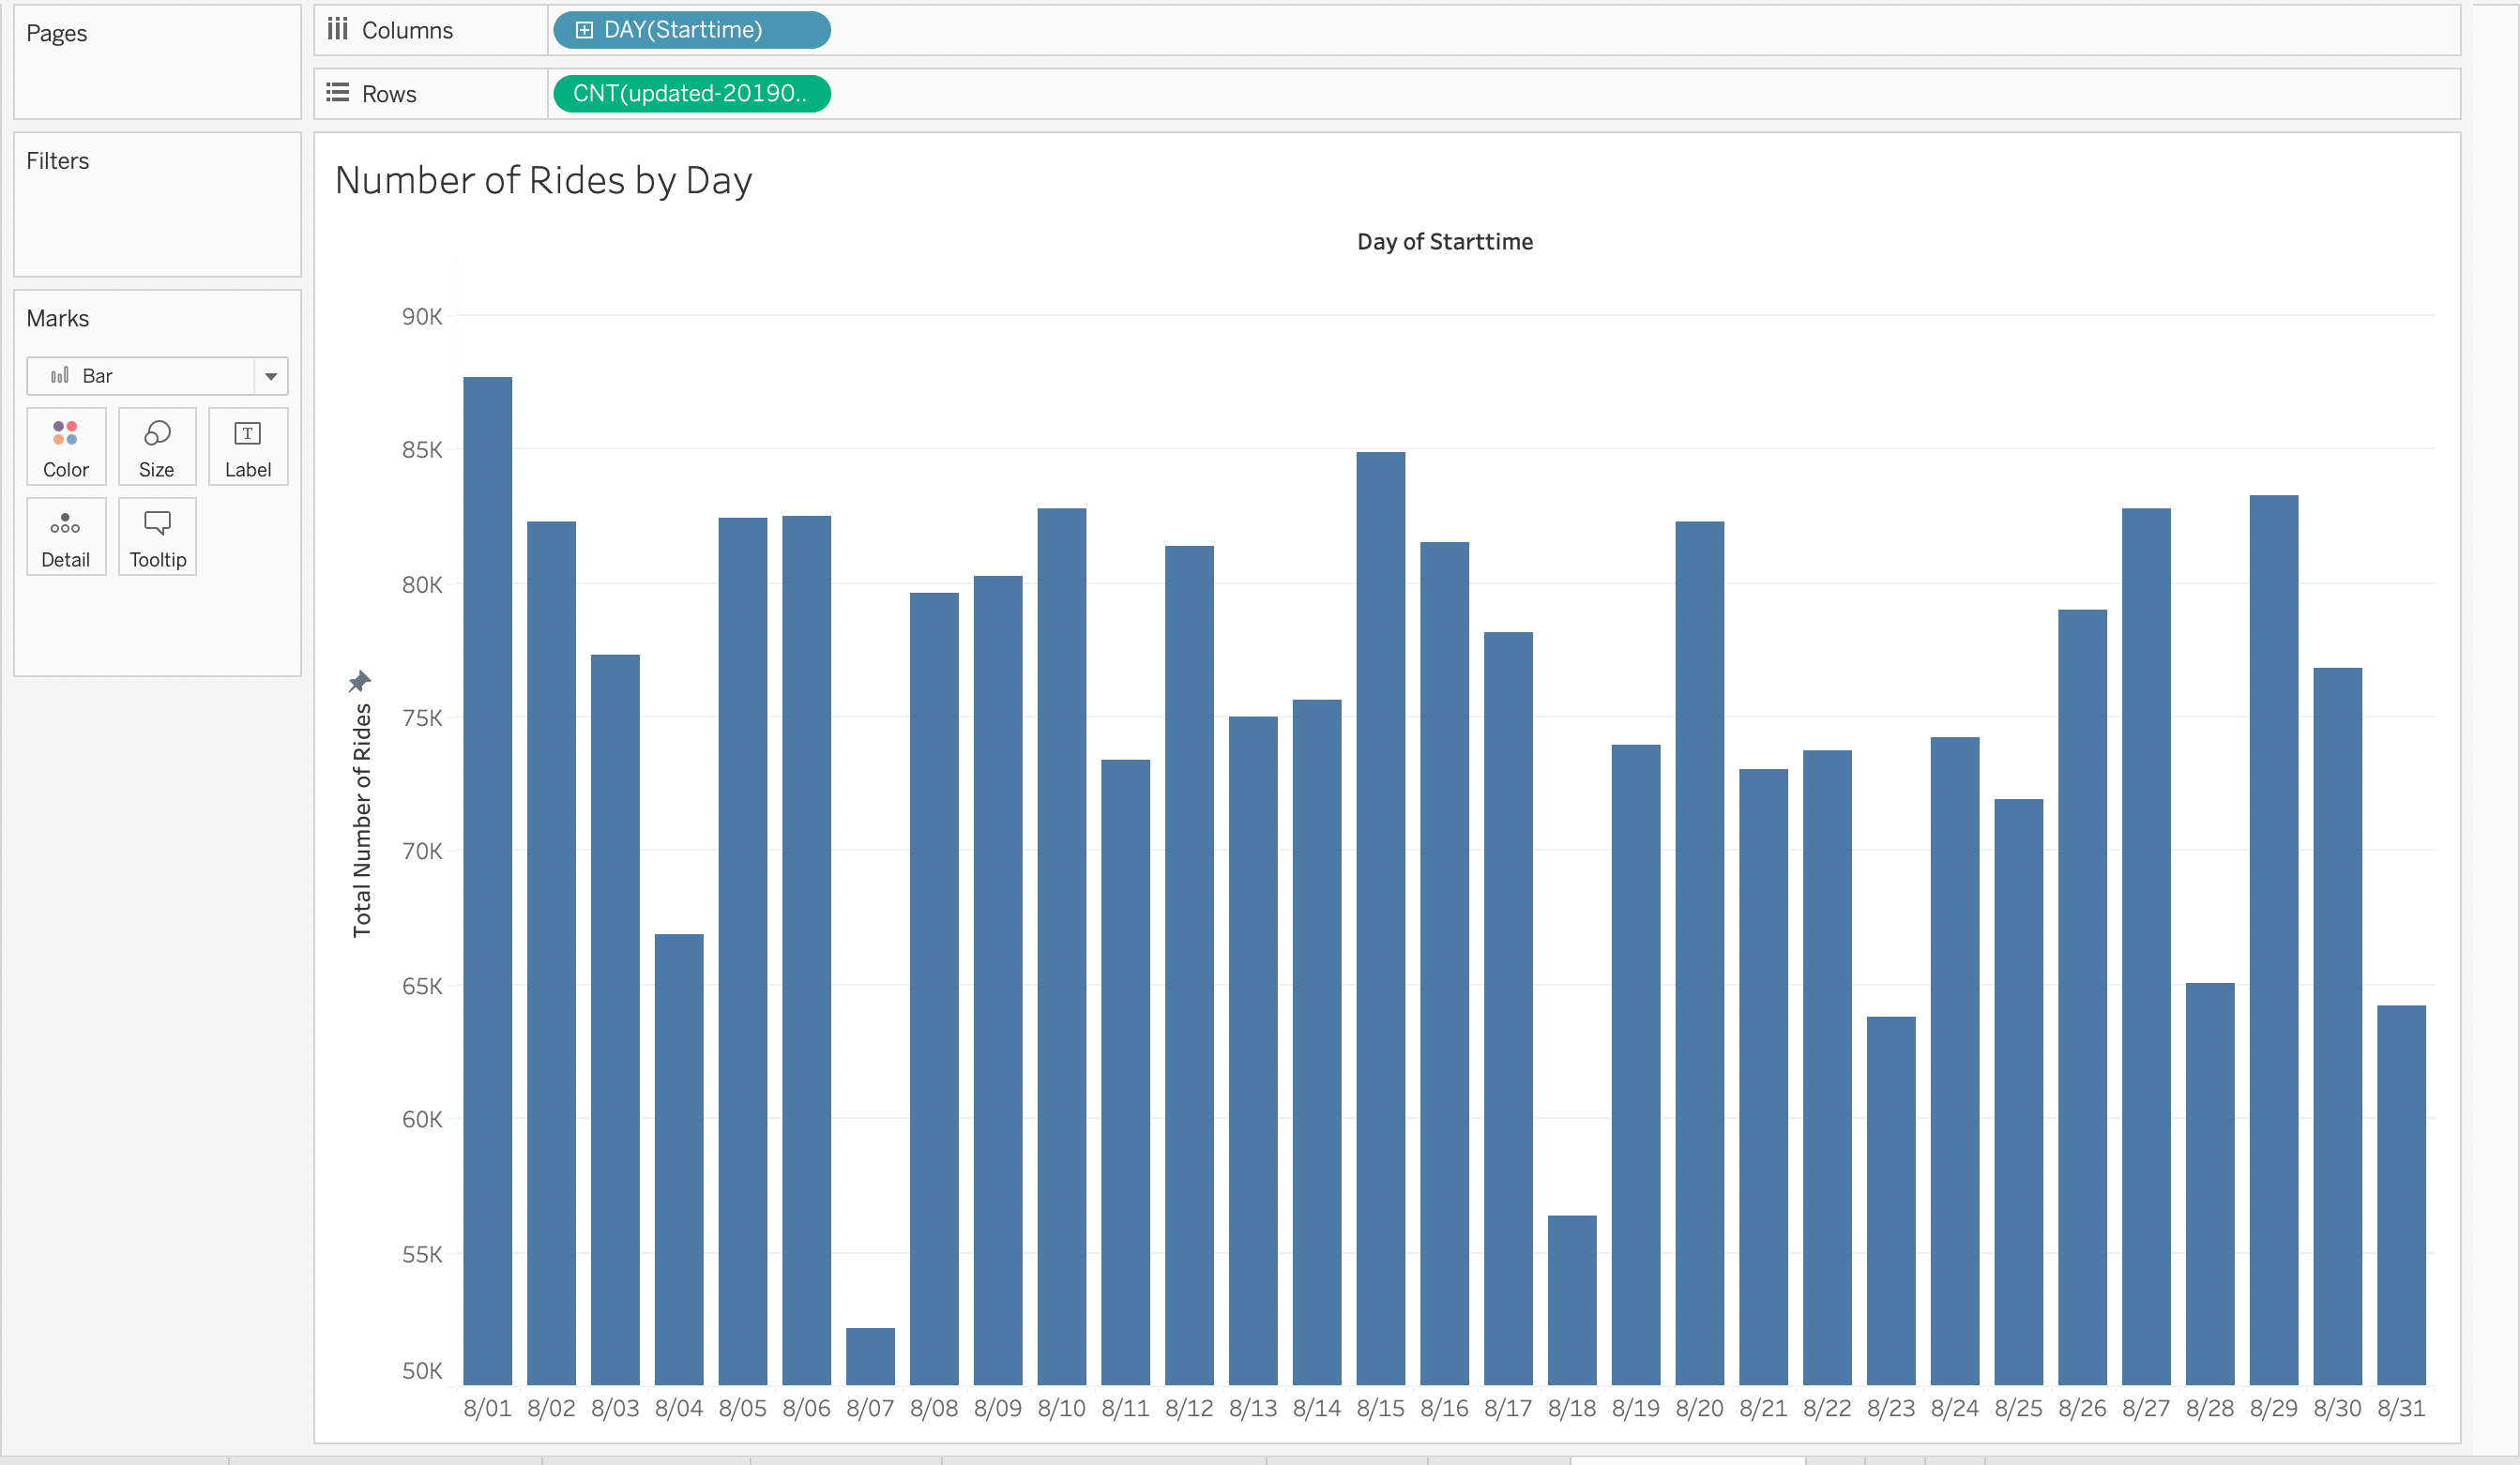 Pages
Columns
DAY(Starttime)
Rows
CNT(updated-20190..
Filters
Marks
Bar
Color
Size
T
Label
Detail
Tooltip
Number of Rides by Day
Day of Starttime
90K
85K
80K
75K
70K
65K
60K
55K
50K
Total Number of Rides
8/01 8/02 8/03 8/04 8/05 8/06 8/07 8/08 8/09 8/10 8/11 8/12 8/13 8/14 8/15 8/16 8/17 8/18 8/19 8/20 8/21 8/22 8/23 8/24 8/25 8/26 8/27 8/28 8/29 8/30 8/31